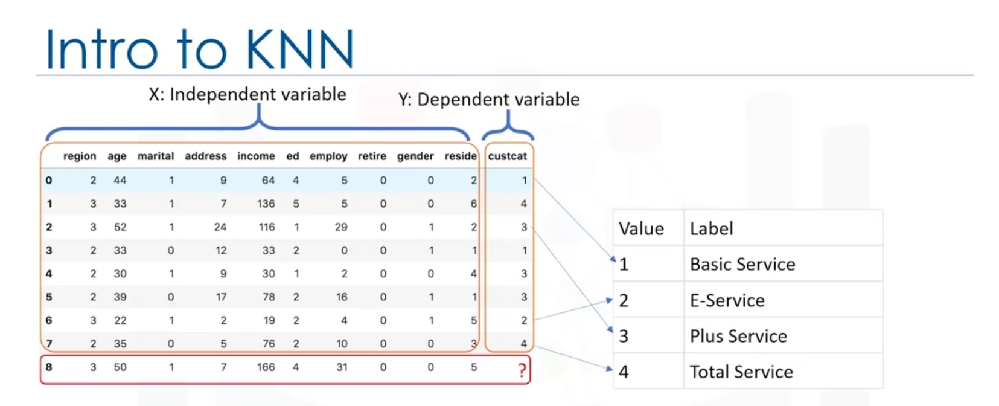 Intro to KNN
X: Independent variable
Y: Dependent variable
region age marital address income ed employ retire gender reside custcat
0 2 44 1 9 64 4 5 0 0 2 1
1 3 33 1 7 136 5 5 0 0 6 4
2 3 52 1 24 116 1 29 0 1 2 3
3 2 33 0 12 33 2 0 0 1 1 1
4 2 30 1 9 30 1 2 0 0 4 3
5 2 39 0 17 78 2 16 0 1 1 3
6 3 22 1 2 19 2 4 0 1 5 2
7 2 35 0 5 76 2 10 0 0 3 4
8 3 50 1 7 166 4 31 0 0 5 ?
Value Label
1 Basic Service
2 E-Service
3 Plus Service
4 Total Service